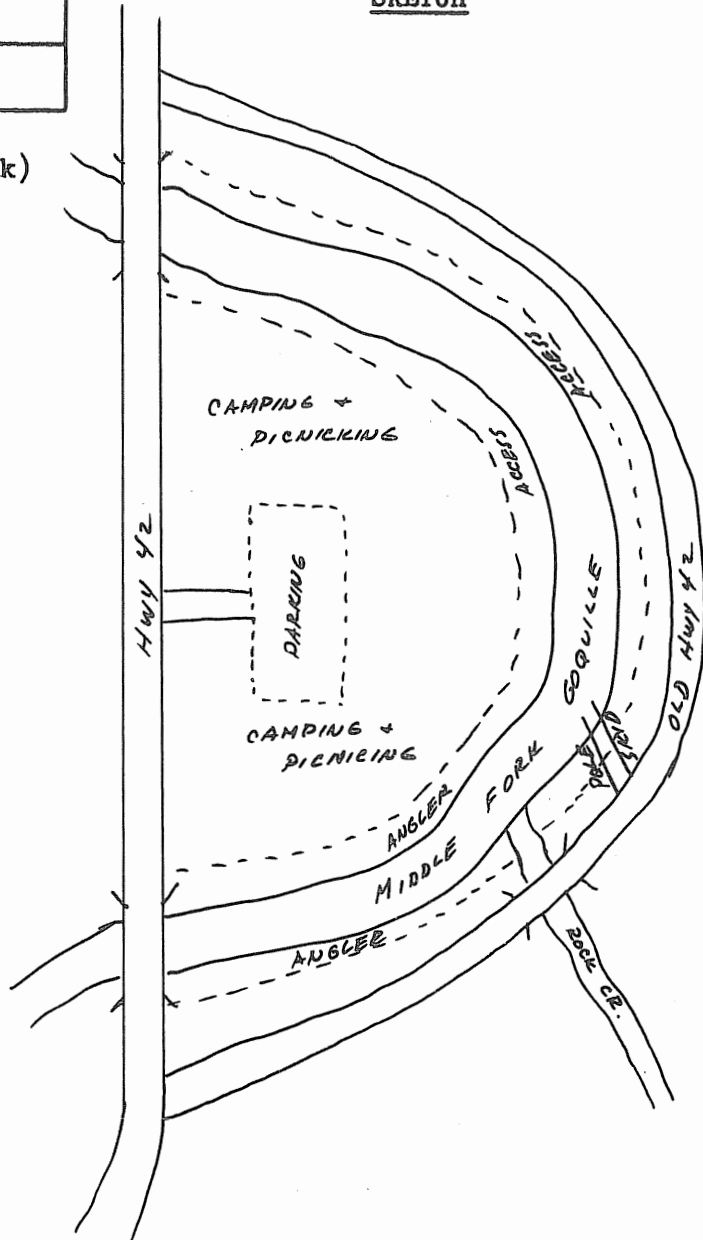 SKETCH
k)
CAMPING +
PICNICKING
ACCESS
ACCESS
HWY 42
PARKING
COQUILLE
OLD HWY 42
CAMPING +
PICNICING
POLE
SKID
ANGLER
MIDDLE FORK
ANGLER
ROCK CR.